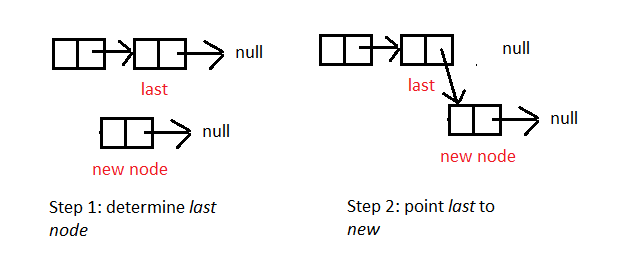 null
last
null
new node
Step 1: determine last
node
null
last
null
new node
Step 2: point last to
new